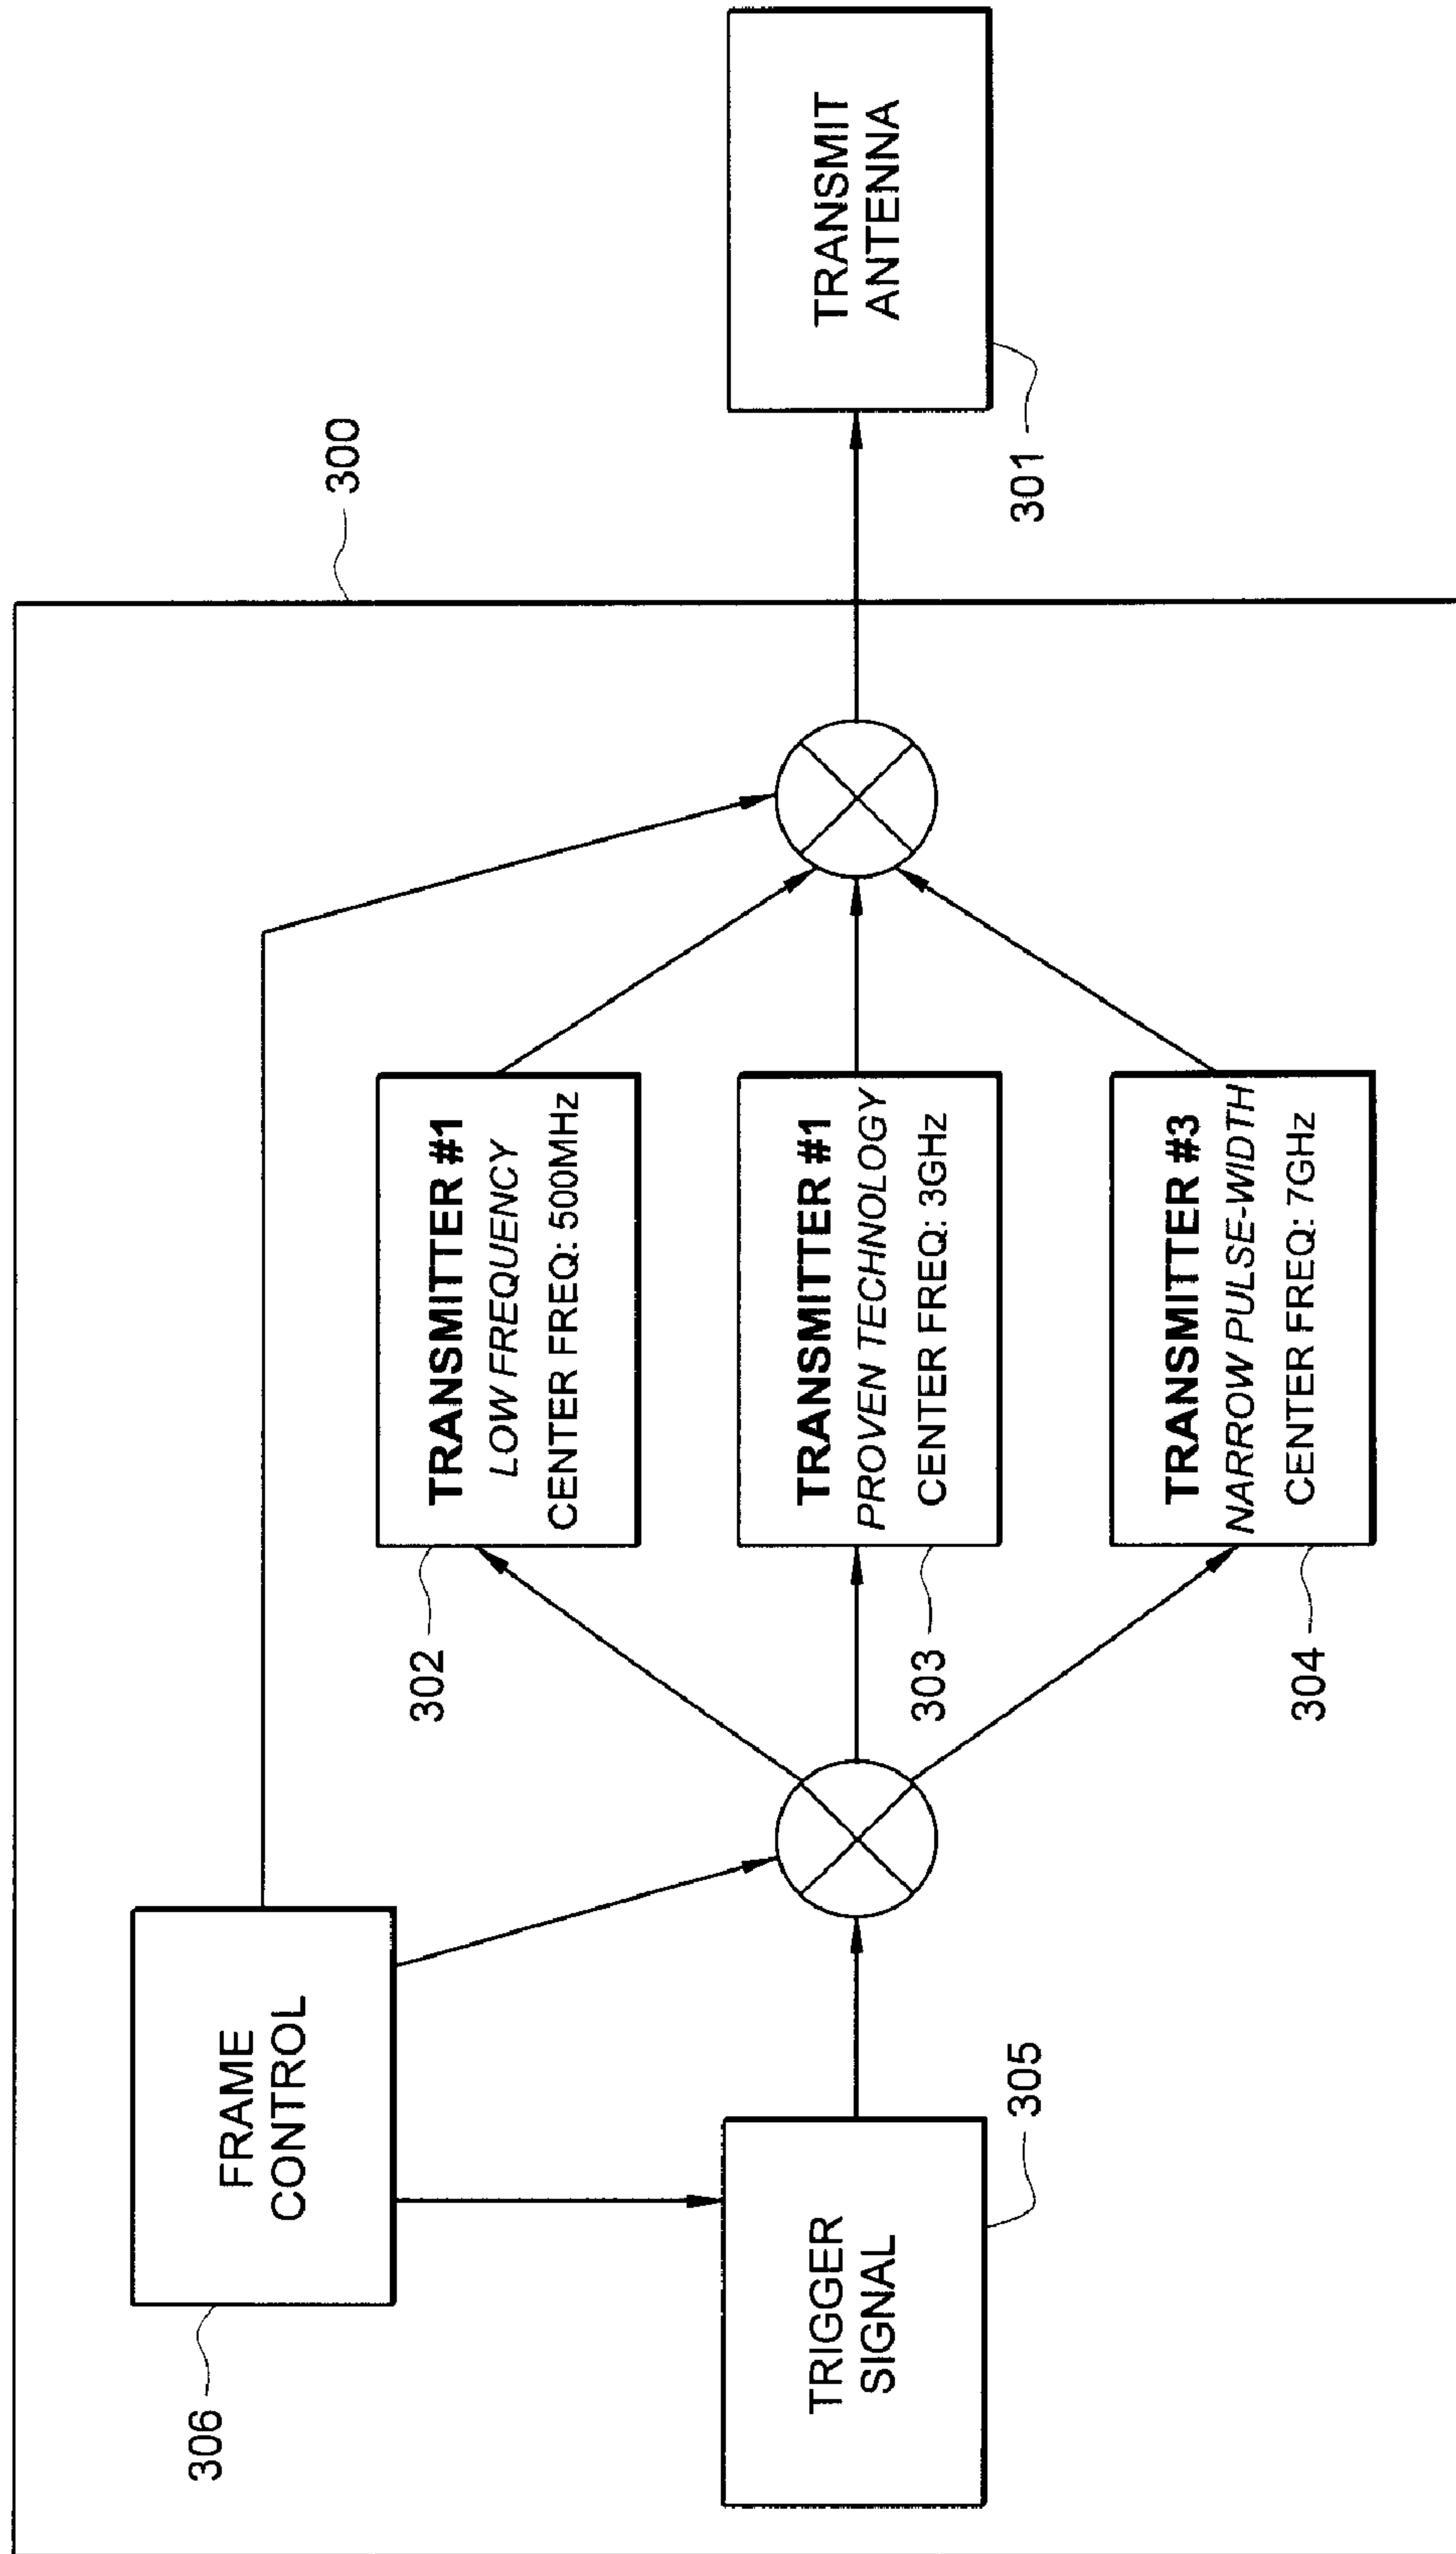 300
306
FRAME
CONTROL
302
TRANSMITTER #1
LOW FREQUENCY
CENTER FREQ: 500MHz
TRIGGER
SIGNAL
305
303
TRANSMITTER #1
PROVEN TECHNOLOGY
CENTER FREQ: 3GHz
TRANSMIT
ANTENNA
301
304
TRANSMITTER #3
NARROW PULSE-WIDTH
CENTER FREQ: 7GHz